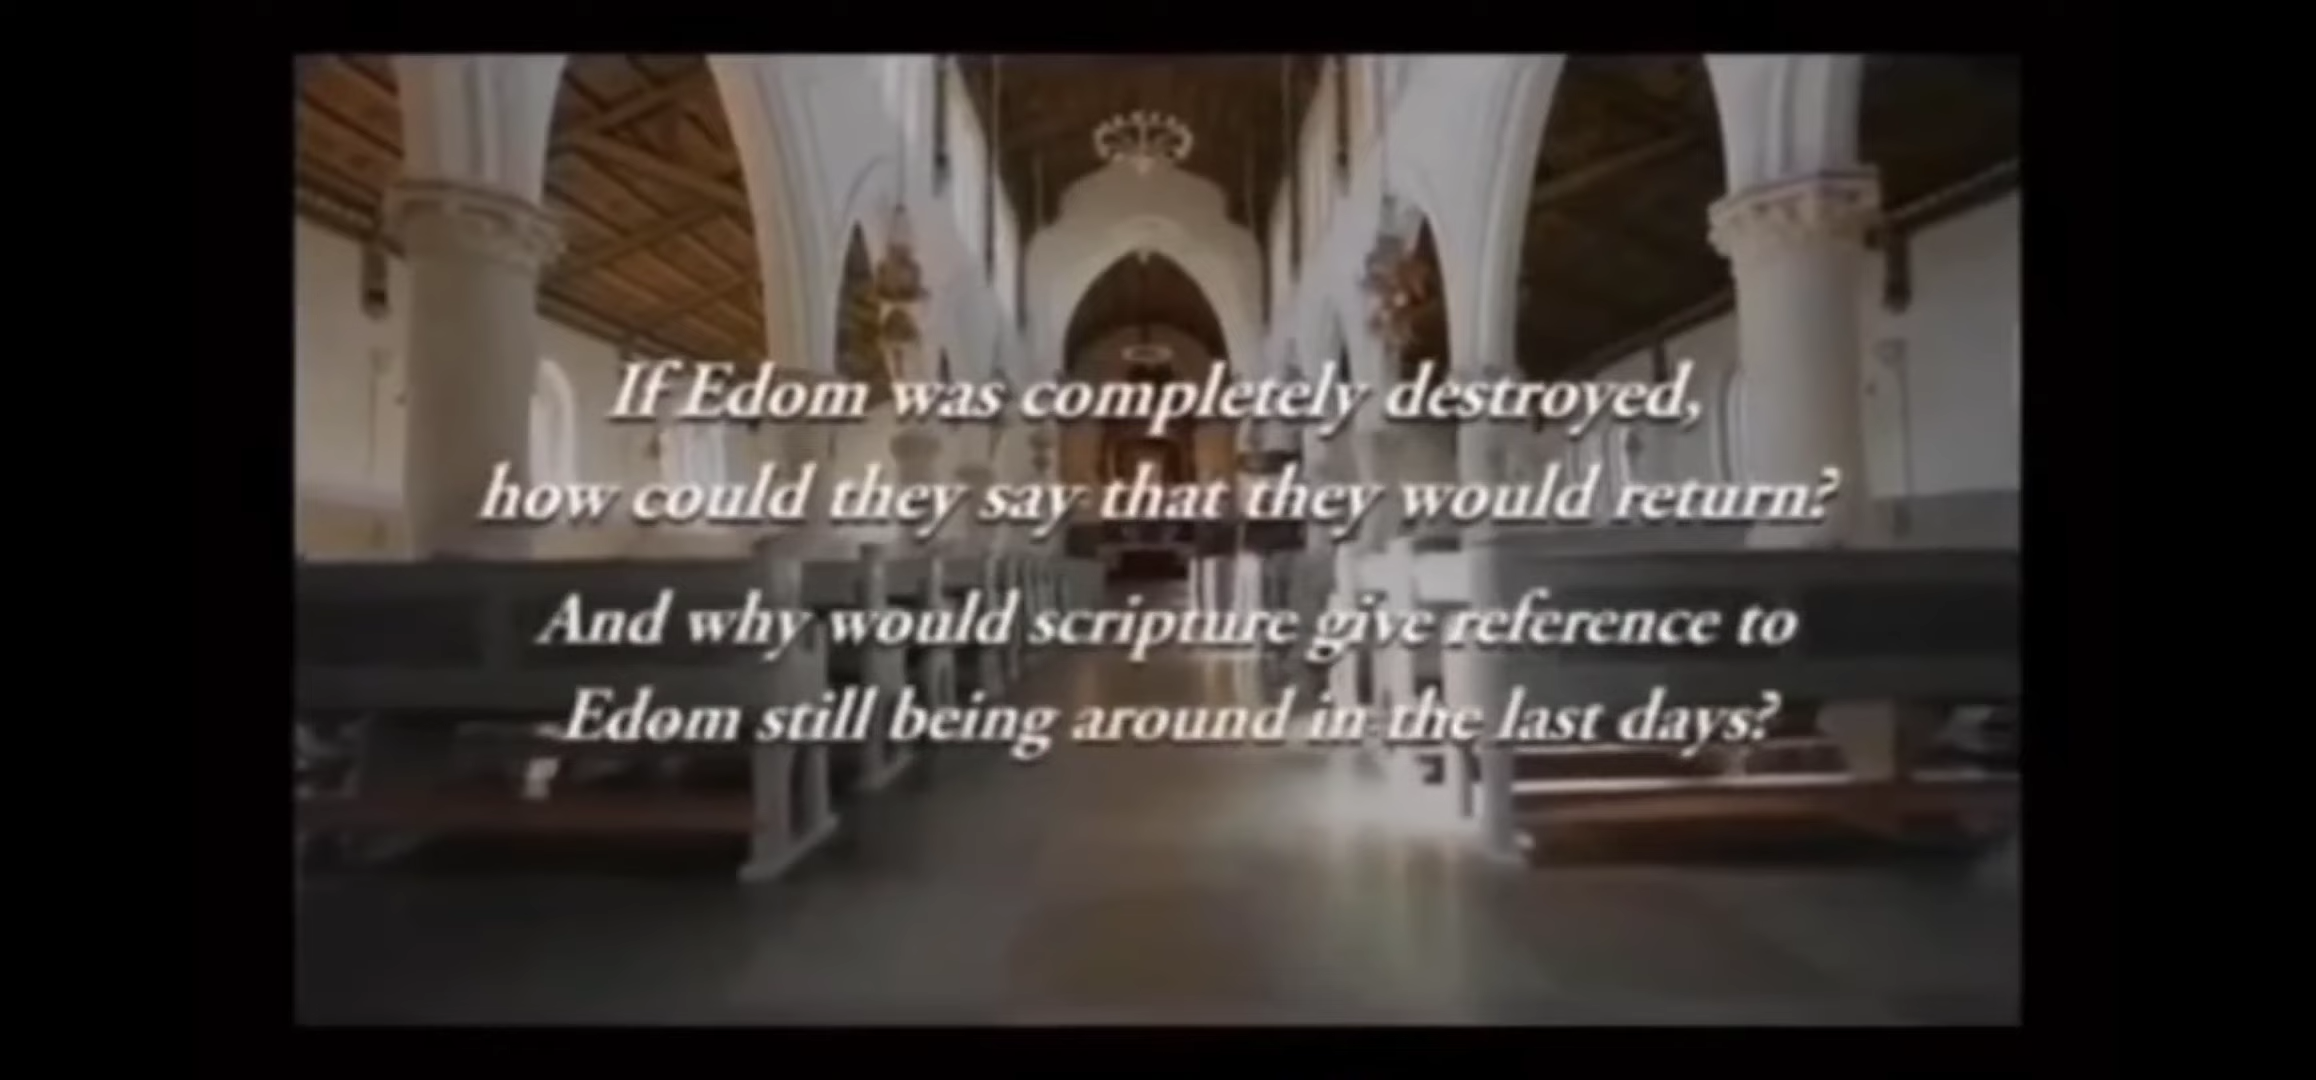 If Edom was completely destroyed,
how could they say that they would return?
And why would scripture give reference to
Edom still being around in the last days?